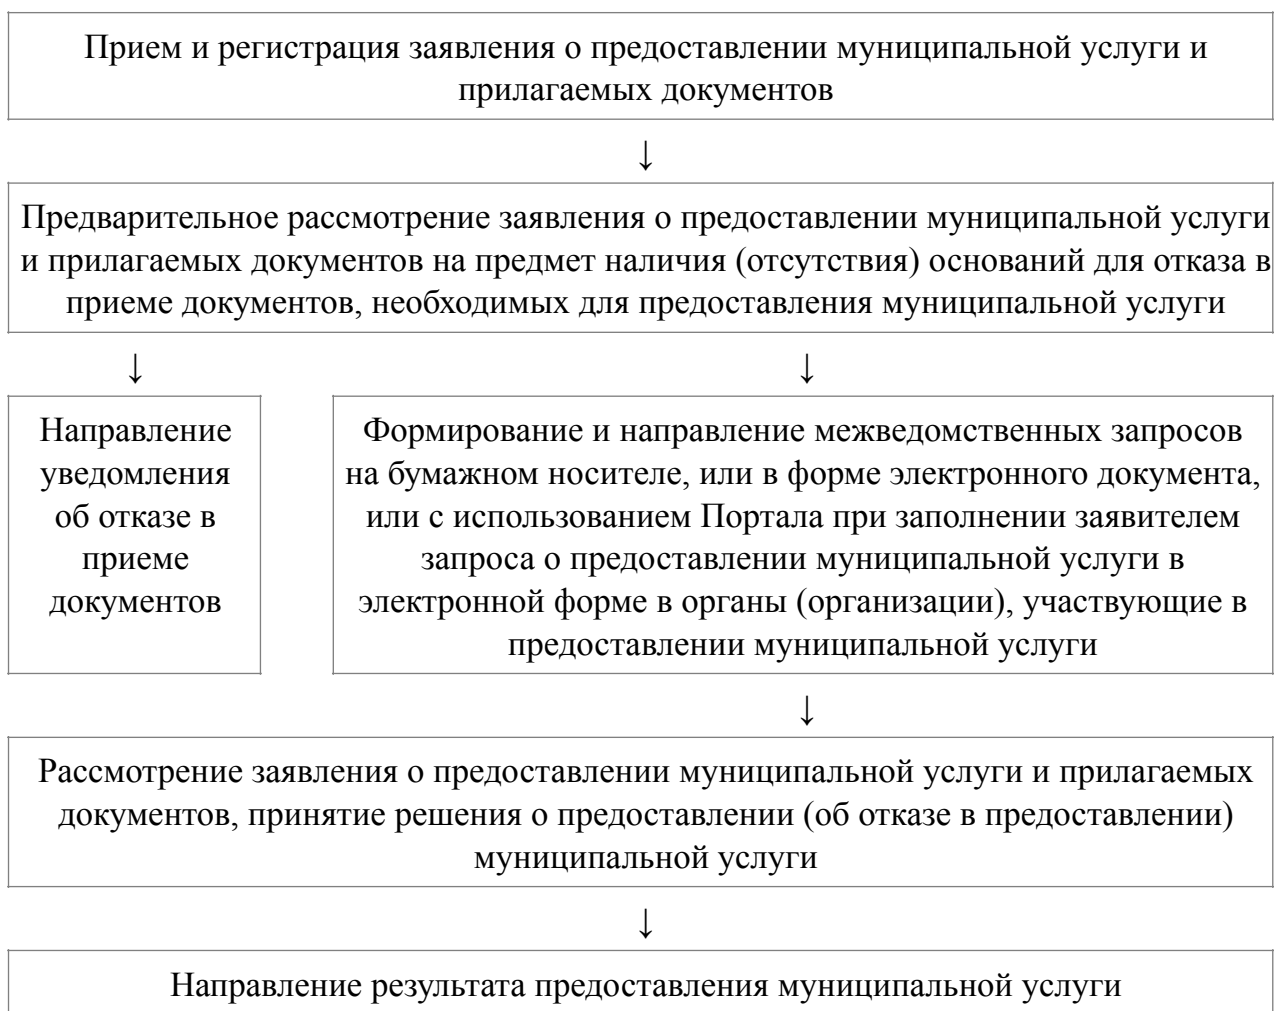 Прием и регистрация заявления о предоставлении муниципальной услуги и
прилагаемых документов
↓
Предварительное рассмотрение заявления о предоставлении муниципальной услуги
и прилагаемых документов на предмет наличия (отсутствия) оснований для отказа в
приеме документов, необходимых для предоставления муниципальной услуги
↓ ↓
Направление
уведомления
об отказе в
приеме
документов
Формирование и направление межведомственных запросов
на бумажном носителе, или в форме электронного документа,
или с использованием Портала при заполнении заявителем
запроса о предоставлении муниципальной услуги в
электронной форме в органы (организации), участвующие в
предоставлении муниципальной услуги
↓
Рассмотрение заявления о предоставлении муниципальной услуги и прилагаемых
документов, принятие решения о предоставлении (об отказе в предоставлении)
муниципальной услуги
↓
Направление результата предоставления муниципальной услуги